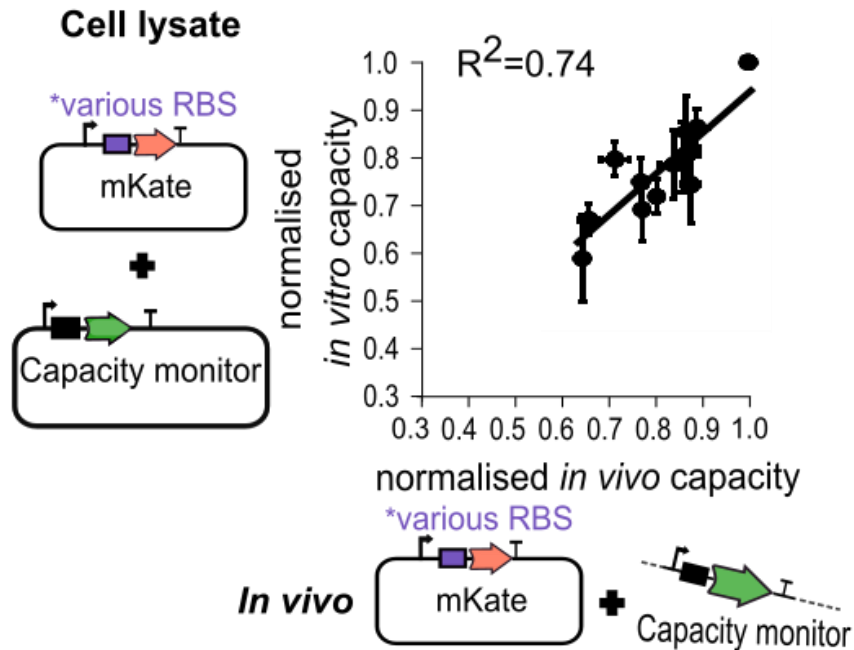 Cell lysate
*various RBS
mKate
Capacity monitor
normalised
in vitro capacity
R²=0.74
1.0
0.9
0.8
0.7
0.6
0.5
0.4
0.3
0.3 0.4 0.5 0.6 0.7 0.8 0.9 1.0
normalised in vivo capacity
*various RBS
In vivo
mKate
Capacity monitor